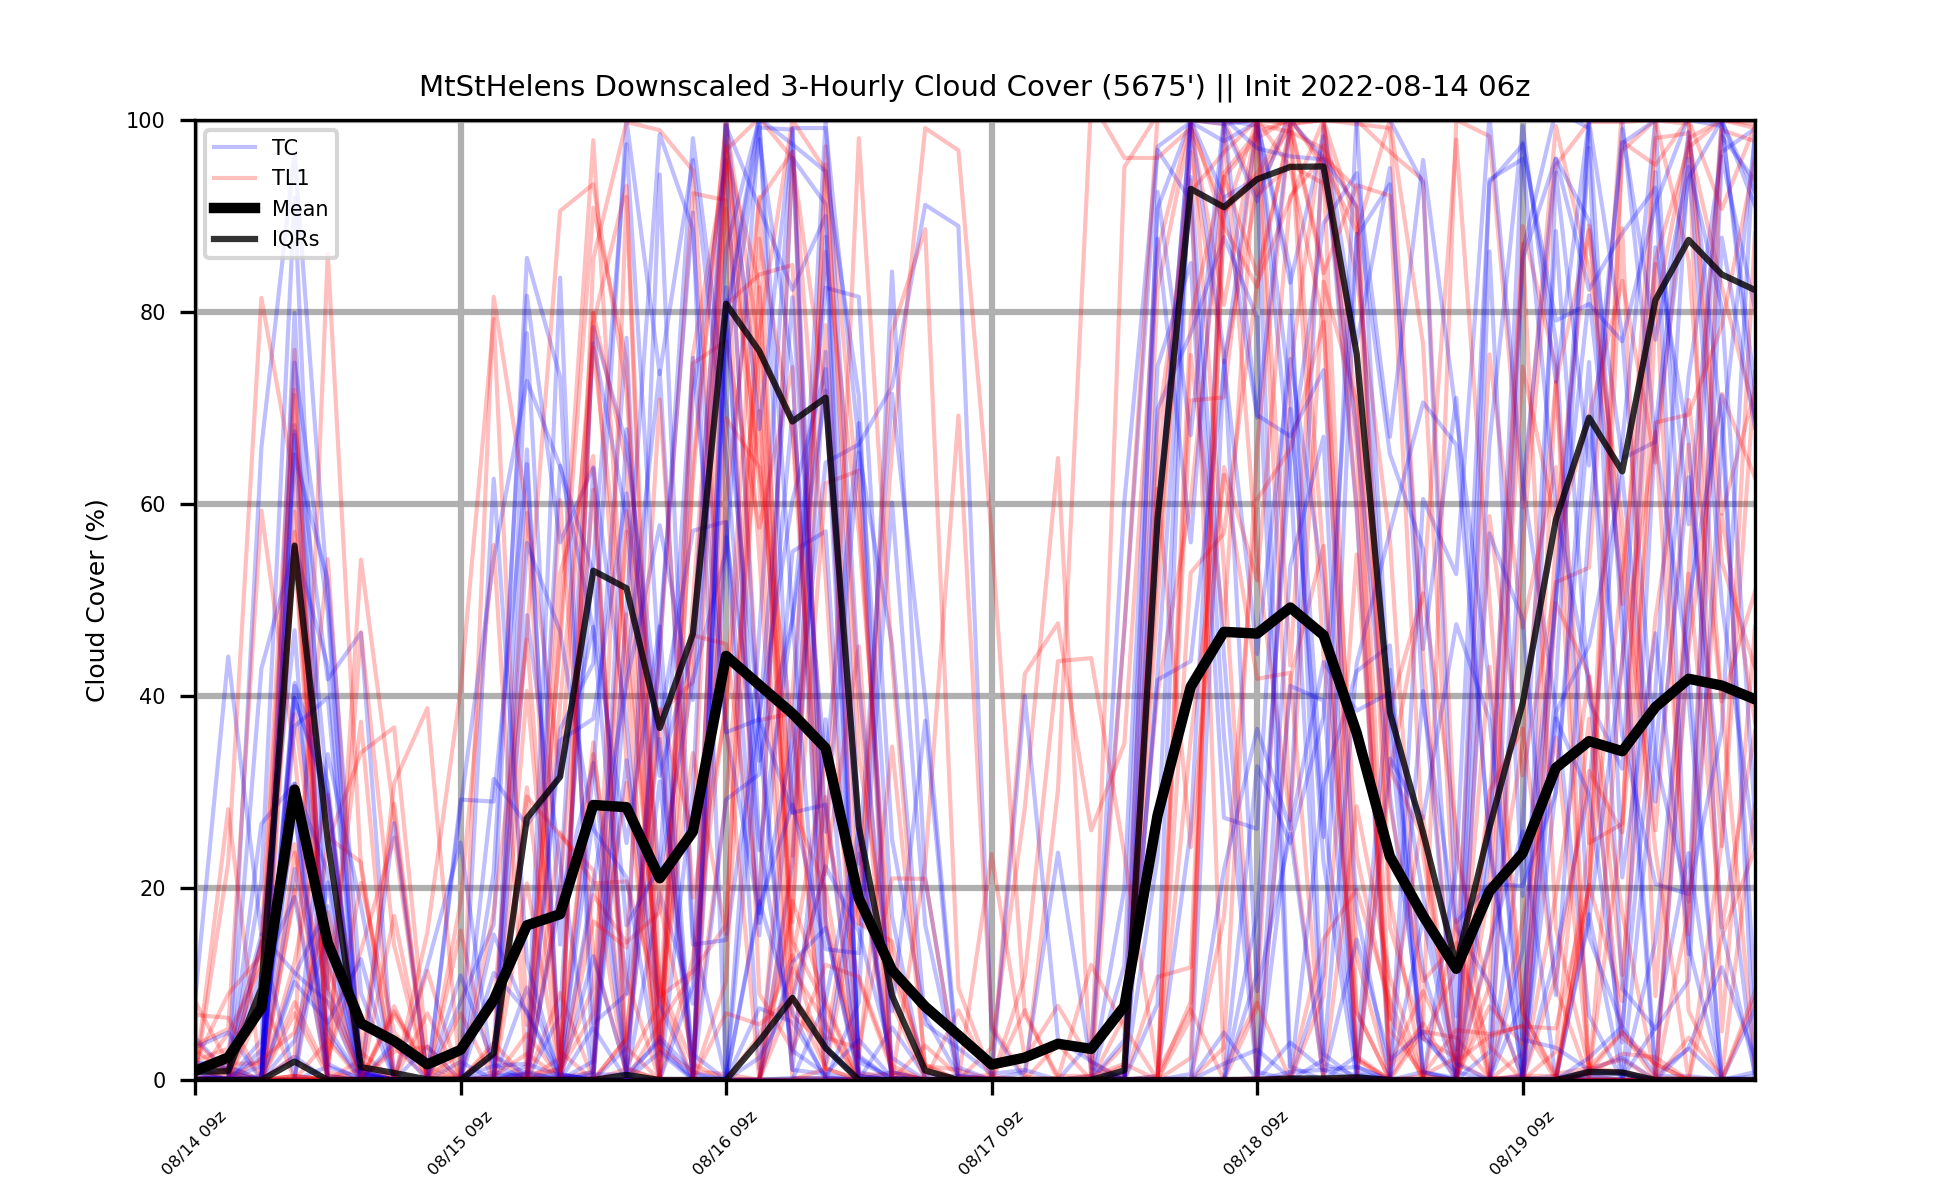 MtStHelens Downscaled 3-Hourly Cloud Cover (5675') || Init 2022-08-14 06z
TC
TL1
Mean
IQRs
Cloud Cover (%)
100
80
60
40
20
0
08/14 09z
08/15 09z
08/16 09z
08/17 09z
08/18 09z
08/19 09z